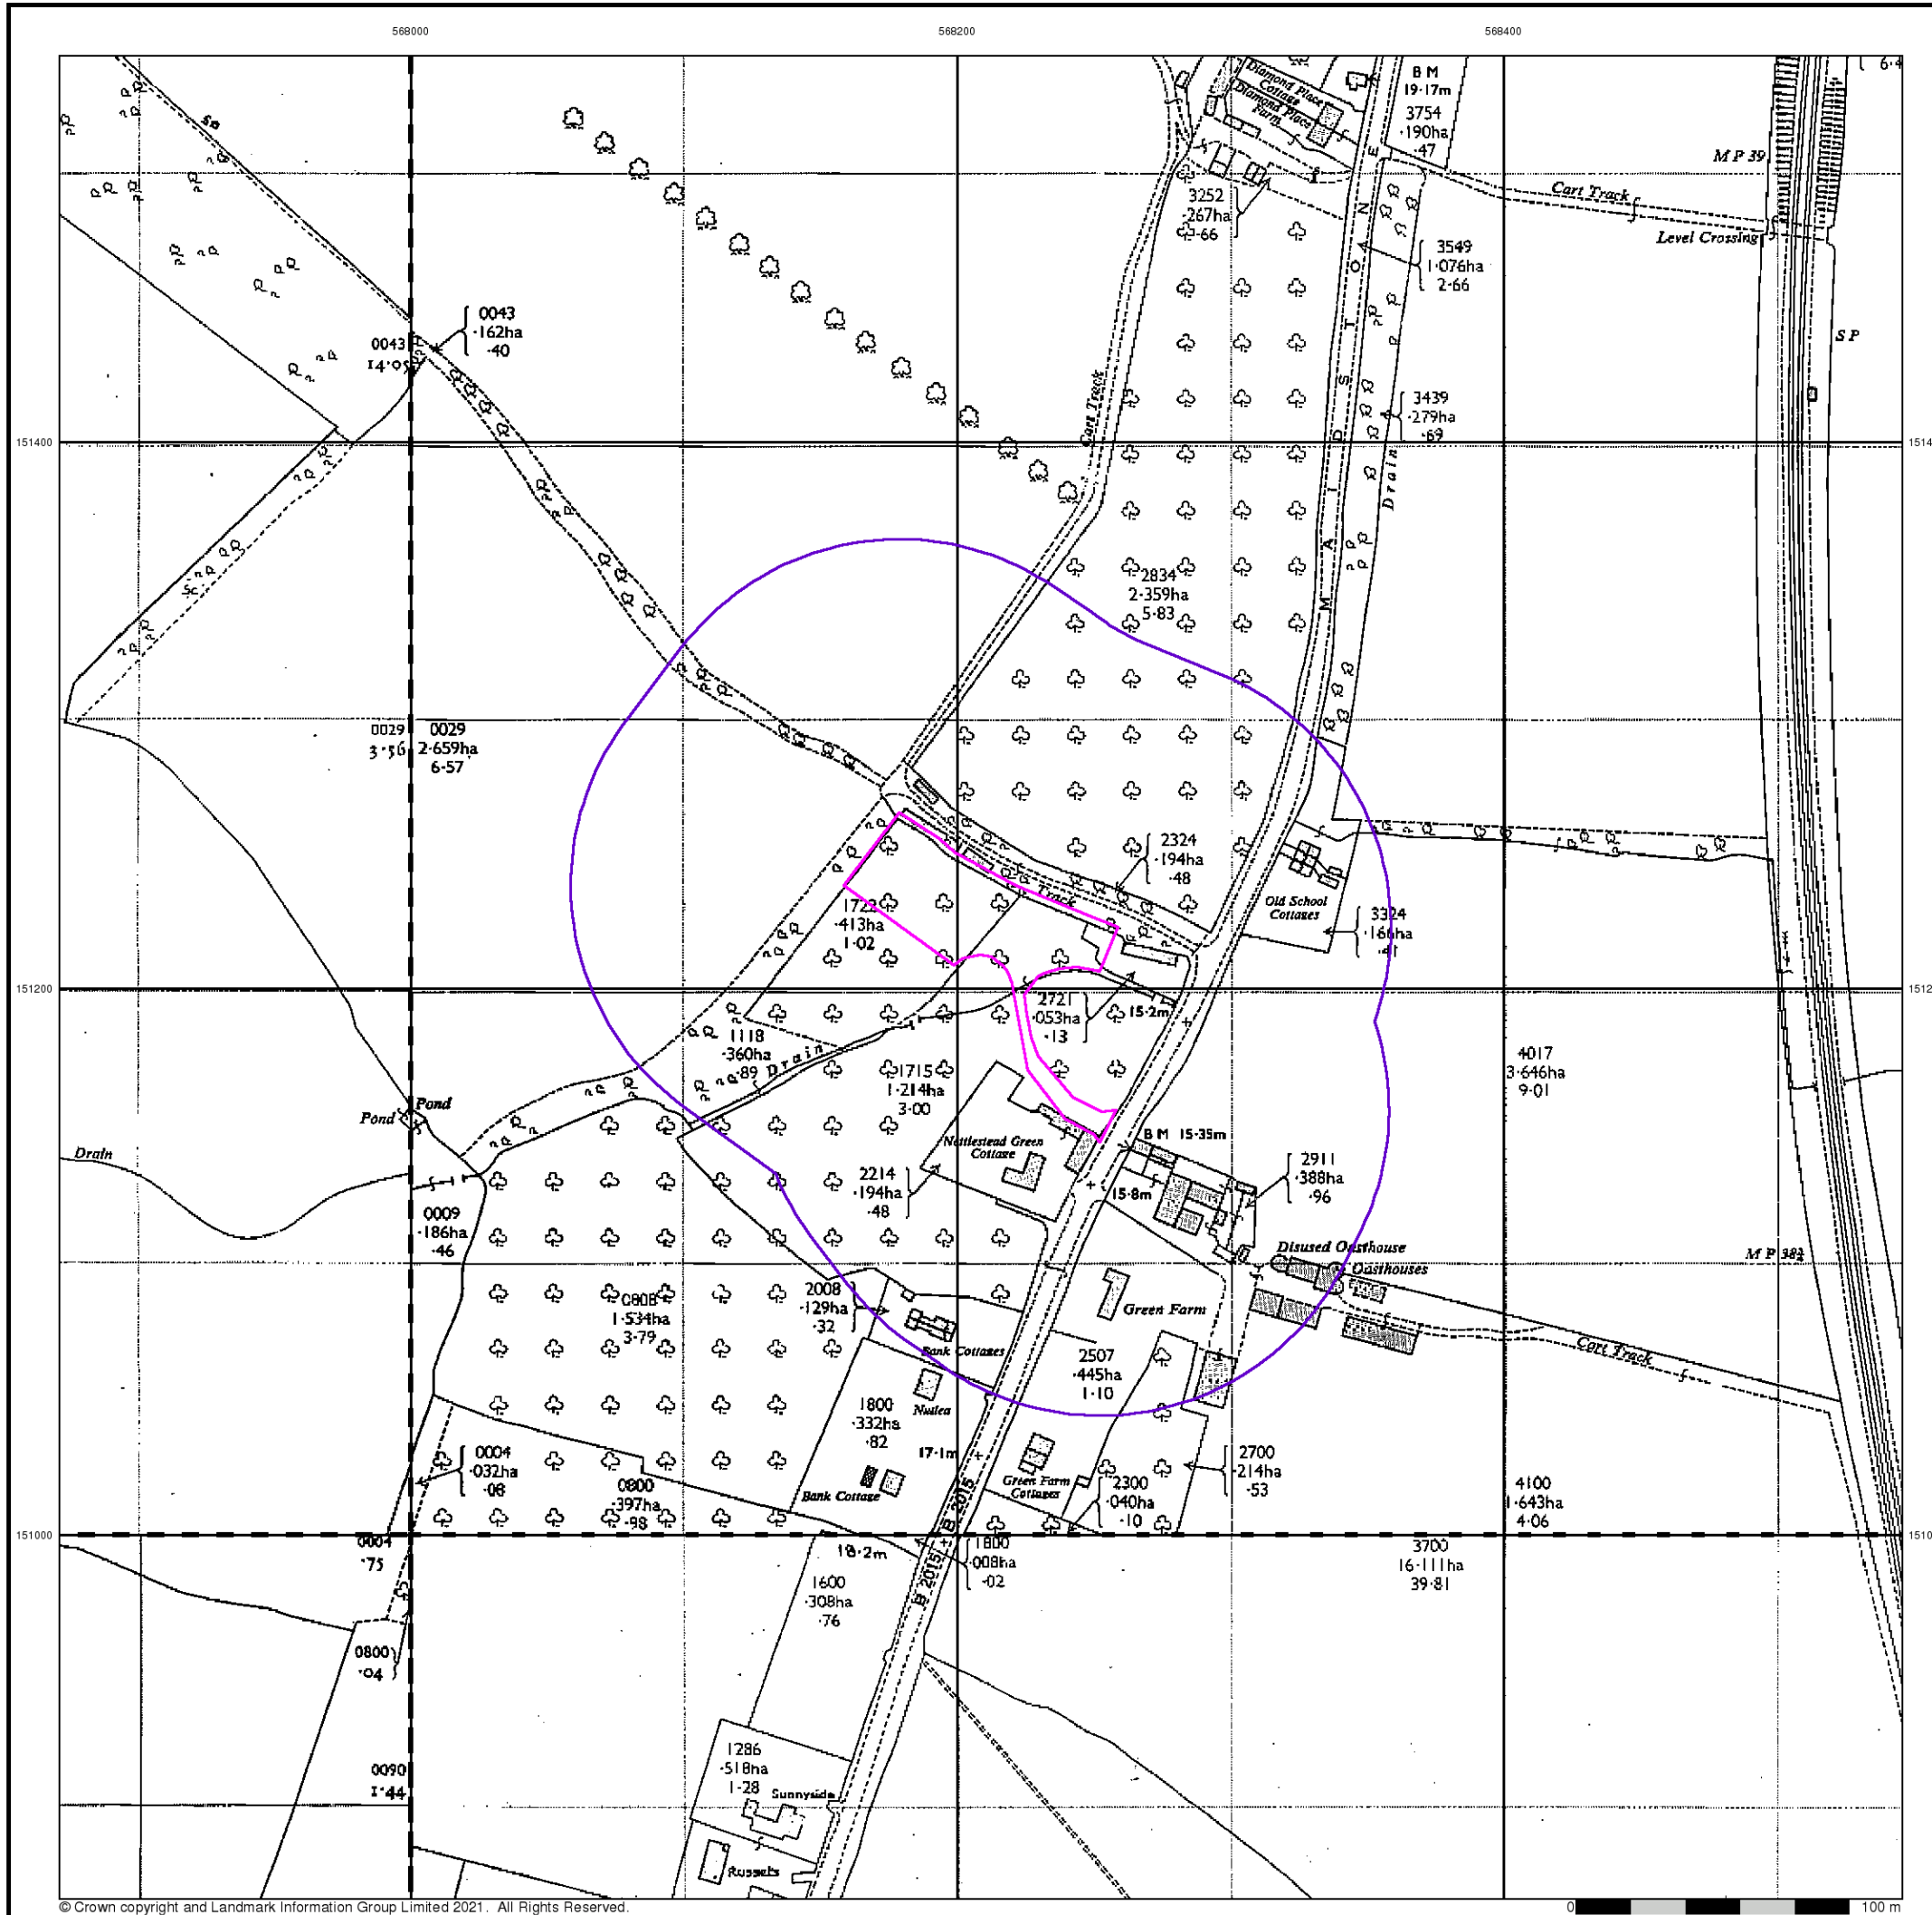 568000
568200
568400
6·4
B M
19·17m
3754
·190ha
·47
Diamond Place
Cottage
Diamond Place
Farm
M P 39
Cart Track
Level Crossing
3252
·267ha
·66
3549
1·076ha
2·66
0043
·162ha
·40
0043
14·05
S P
MAIDSTONE
Cart Track
3439
·279ha
·69
Drain
151400
1514
2834
2·359ha
5·83
0029
3·56
0029
2·659ha
6·57
2324
·194ha
·48
Track
Old School
Cottages
3324
·166ha
·41
1722
·413ha
1·02
151200
1512
2721
·053ha
·13
15·2m
1118
·360ha
·89
Drain
1715
1·214ha
3·00
4017
3·646ha
9·01
Pond
Pond
Drain
Nettlestead Green
Cottage
B M 15·35m
2911
·388ha
·96
2214
·194ha
·48
15·8m
0009
·186ha
·46
Disused Oasthouse
Oasthouses
M P 38¾
2008
·129ha
·32
Green Farm
0808
1·534ha
3·79
Bank Cottages
2507
·445ha
1·10
Cart Track
1800
·332ha
·82
Nutlea
17·1m
0004
·032ha
·08
0800
·397ha
·98
Bank Cottage
Green Farm
Cottages
2300
·040ha
·10
2700
·214ha
·53
4100
1·643ha
4·06
B 2015
151000
1510
0004
·75
18·2m
1800
·008ha
·02
3700
16·111ha
39·81
B 2015
1600
·308ha
·76
0800
·04
0090
1·44
1286
·518ha
1·28
Sunnyside
Russets
© Crown copyright and Landmark Information Group Limited 2021. All Rights Reserved.
0
100 m